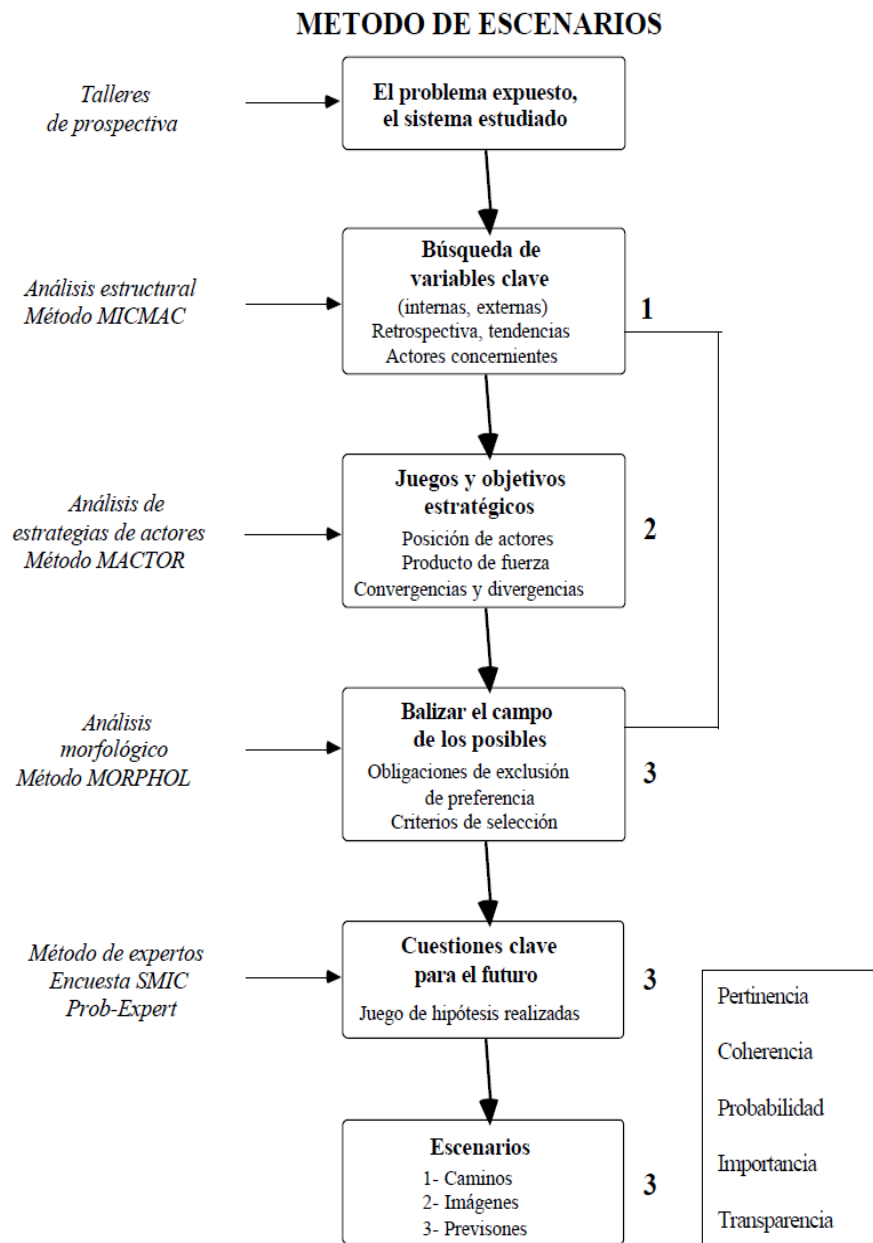 METODO DE ESCENARIOS
Talleres
de prospectiva
El problema expuesto,
el sistema estudiado
Análisis estructural
Método MICMAC
Búsqueda de
variables clave
(internas, externas)
Retrospectiva, tendencias
Actores concernientes
1
Análisis de
estrategias de actores
Método MACTOR
Juegos y objetivos
estratégicos
Posición de actores
Producto de fuerza
Convergencias y divergencias
2
Análisis
morfológico
Método MORPHOL
Balizar el campo
de los posibles
Obligaciones de exclusión
de preferencia
Criterios de selección
3
Método de expertos
Encuesta SMIC
Prob-Expert
Cuestiones clave
para el futuro
Juego de hipótesis realizadas
3
Escenarios
1- Caminos
2- Imágenes
3- Previsones
3
Pertinencia
Coherencia
Probabilidad
Importancia
Transparencia